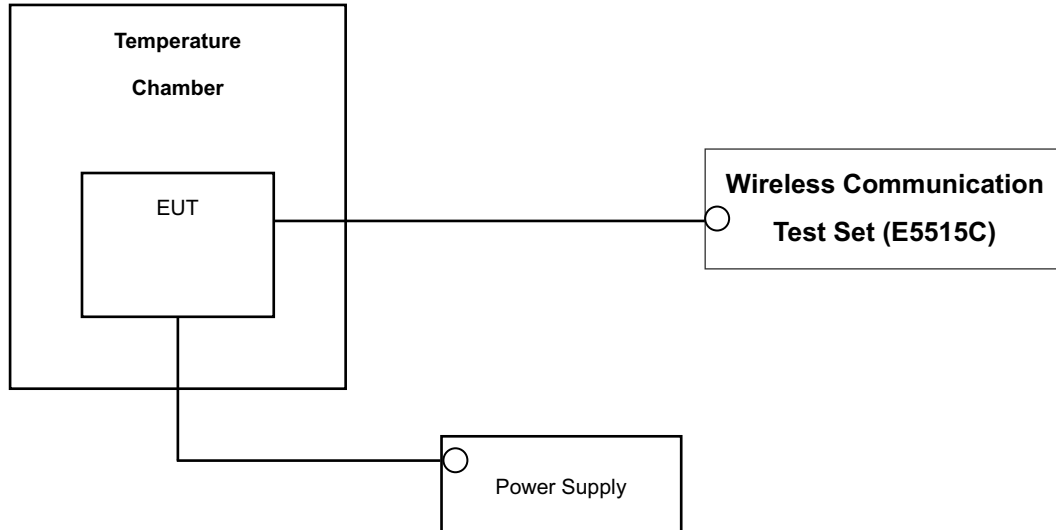 Temperature
Chamber
EUT
Wireless Communication
Test Set (E5515C)
Power Supply